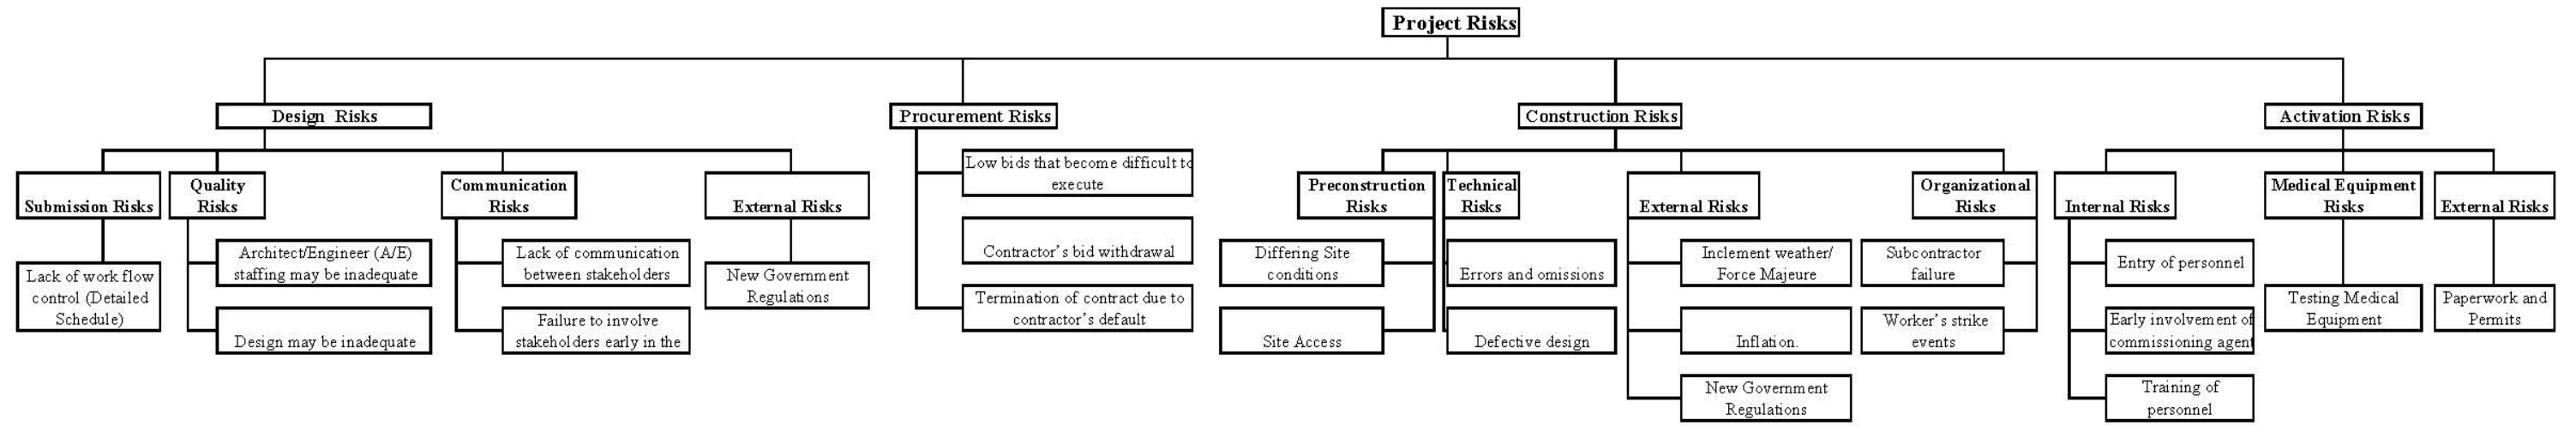 Project Risks
Design Risks
Procurement Risks
Construction Risks
Activation Risks
Submission Risks
Quality
Risks
Communication
Risks
External Risks
Lack of work flow
control (Detailed
Schedule)
Architect/Engineer (A/E)
staffing may be inadequate
Design may be inadequate
Lack of communication
between stakeholders
Failure to involve
stakeholders early in the
New Government
Regulations
Low bids that become difficult to
execute
Contractor's bid withdrawal
Termination of contract due to
contractor's default
Preconstruction
Risks
Technical
Risks
External Risks
Organizational
Risks
Differing Site
conditions
Site Access
Errors and omissions
Defective design
Inclement weather/
Force Majeure
Inflation.
New Government
Regulations
Subcontractor
failure
Worker's strike
events
Internal Risks
Medical Equipment
Risks
External Risks
Entry of personnel
Early involvement of
commissioning agent
Training of
personnel
Testing Medical
Equipment
Paperwork and
Permits